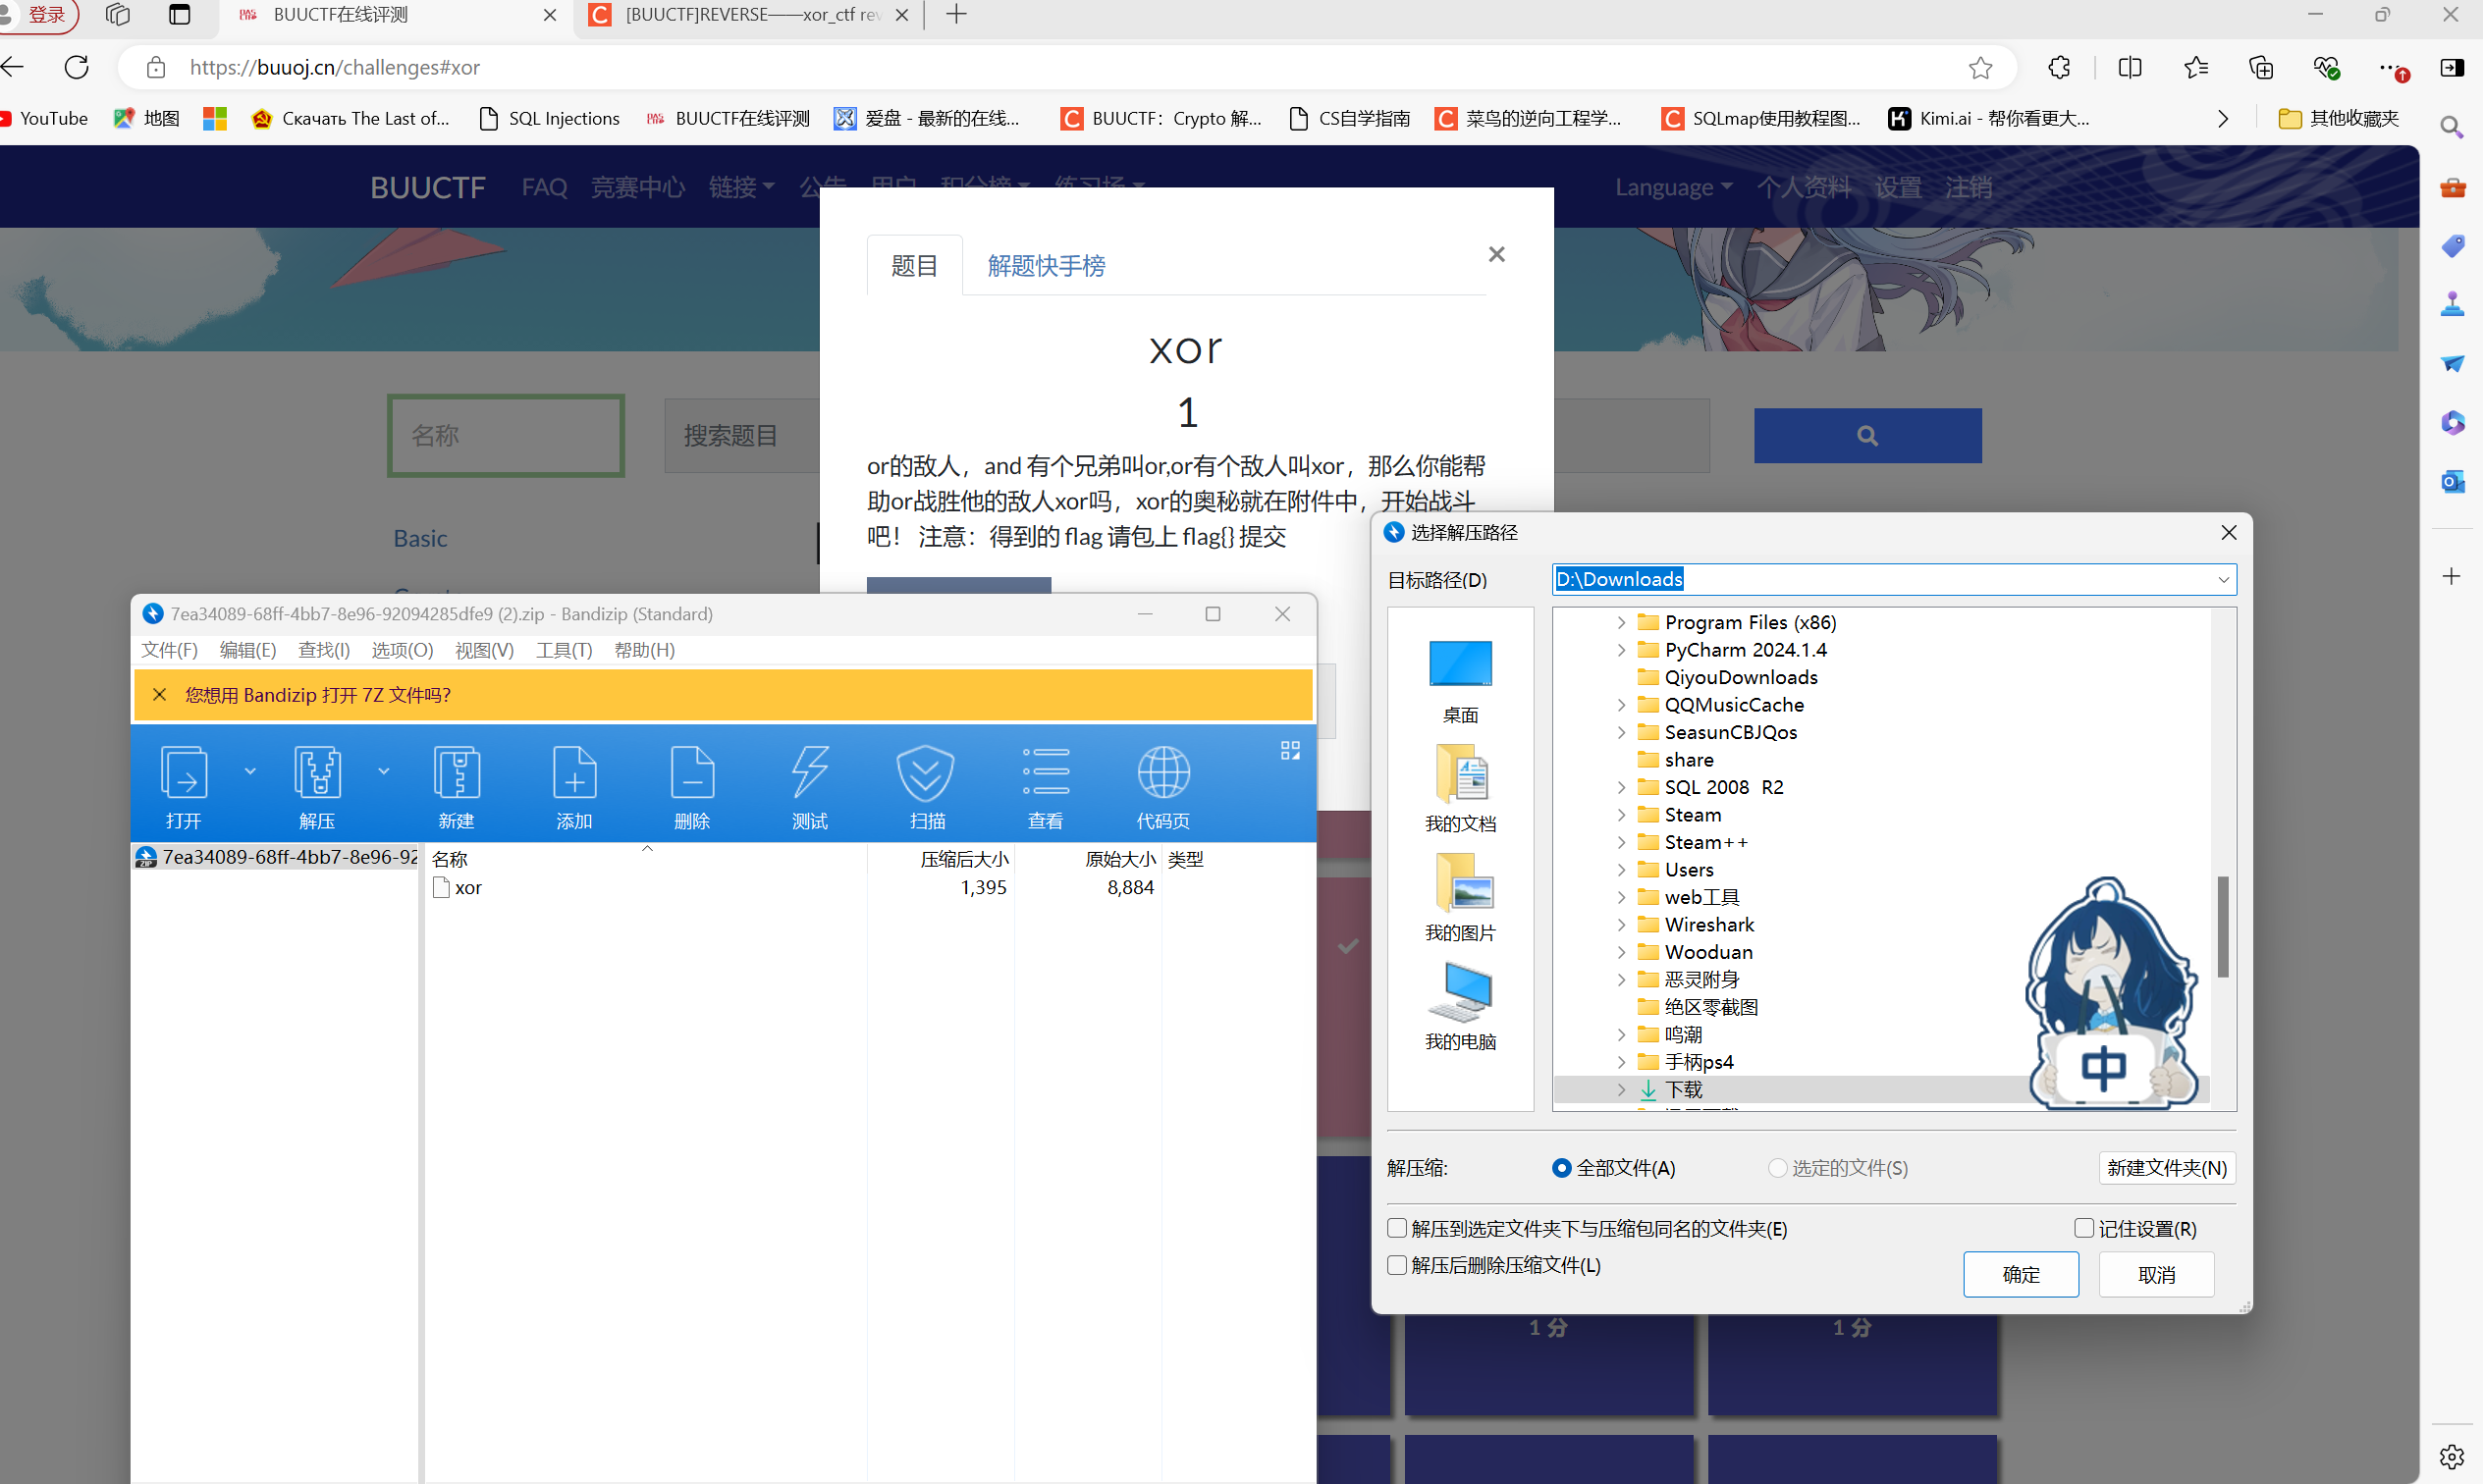 登录
BUUCTF在线评测
[BUUCTF]REVERSE——xor_ctf rev
https://buuoj.cn/challenges#xor
YouTube
地图
Скачать The Last of...
SQL Injections
BUUCTF在线评测
爱盘 - 最新的在线...
BUUCTF：Crypto 解...
CS自学指南
菜鸟的逆向工程学...
SQLmap使用教程图...
Kimi.ai - 帮你看更大...
其他收藏夹
BUUCTF FAQ 竞赛中心 链接 公告 用户 积分榜 练习场
Language 个人资料 设置 注销
题目 解题快手榜
xor
1
or的敌人，and 有个兄弟叫or,or有个敌人叫xor，那么你能帮
助or战胜他的敌人xor吗，xor的奥秘就在附件中，开始战斗
吧！ 注意：得到的 flag 请包上 flag{} 提交
名称
搜索题目
Basic
7ea34089-68ff-4bb7-8e96-92094285dfe9 (2).zip - Bandizip (Standard)
文件(F) 编辑(E) 查找(I) 选项(O) 视图(V) 工具(T) 帮助(H)
您想用 Bandizip 打开 7Z 文件吗?
打开 解压 新建 添加 删除 测试 扫描 查看 代码页
7ea34089-68ff-4bb7-8e96-92
名称 压缩后大小 原始大小 类型
xor 1,395 8,884
选择解压路径
目标路径(D)
D:\Downloads
桌面
我的文档
我的图片
我的电脑
Program Files (x86)
PyCharm 2024.1.4
QiyouDownloads
QQMusicCache
SeasunCBJQos
share
SQL 2008 R2
Steam
Steam++
Users
web工具
Wireshark
Wooduan
恶灵附身
绝区零截图
鸣潮
手柄ps4
下载
中
解压缩:
全部文件(A)
选定的文件(S)
新建文件夹(N)
解压到选定文件夹下与压缩包同名的文件夹(E)
记住设置(R)
解压后删除压缩文件(L)
确定
取消
1 分
1 分